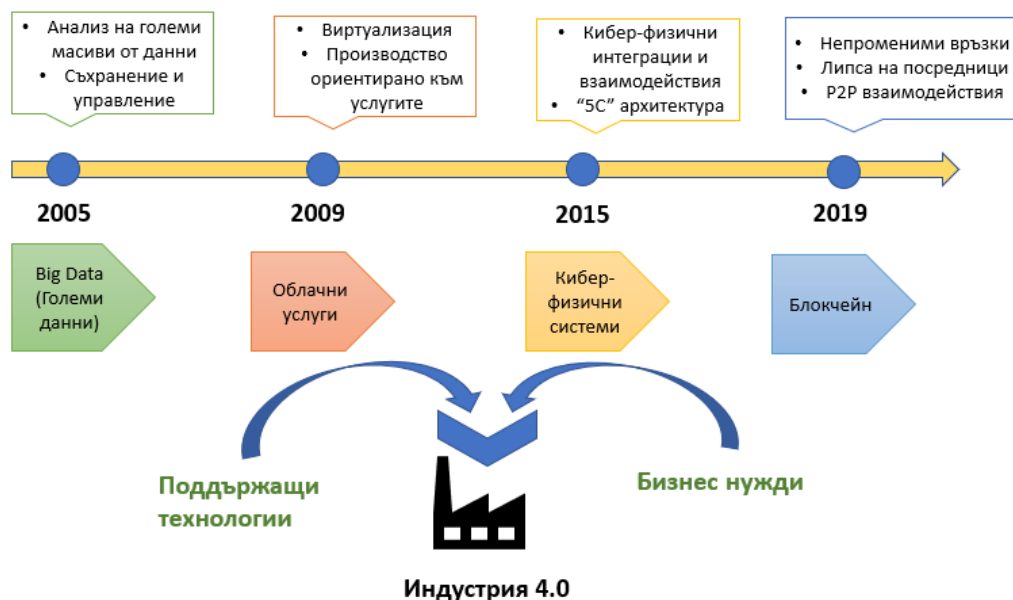 • Анализ на големи
масиви от данни
• Съхранение и
управление
• Виртуализация
• Производство
ориентирано към
услугите
• Кибер-физични
интеграции и
взаимодействия
• “5C” архитектура
• Непроменими връзки
• Липса на посредници
• P2P взаимодействия
2005
2009
2015
2019
Big Data
(Големи
данни)
Облачни
услуги
Кибер-
физични
системи
Блокчейн
Поддържащи
технологии
Бизнес нужди
Индустрия 4.0